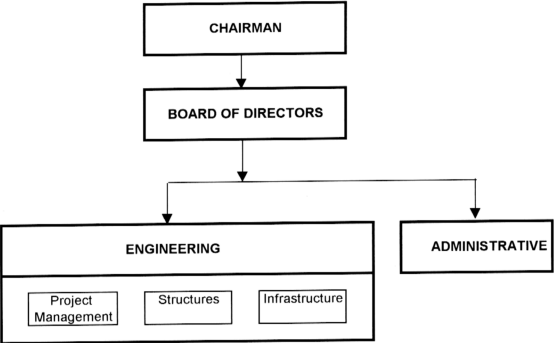 CHAIRMAN
BOARD OF DIRECTORS
ENGINEERING
ADMINISTRATIVE
Project
Management
Structures
Infrastructure